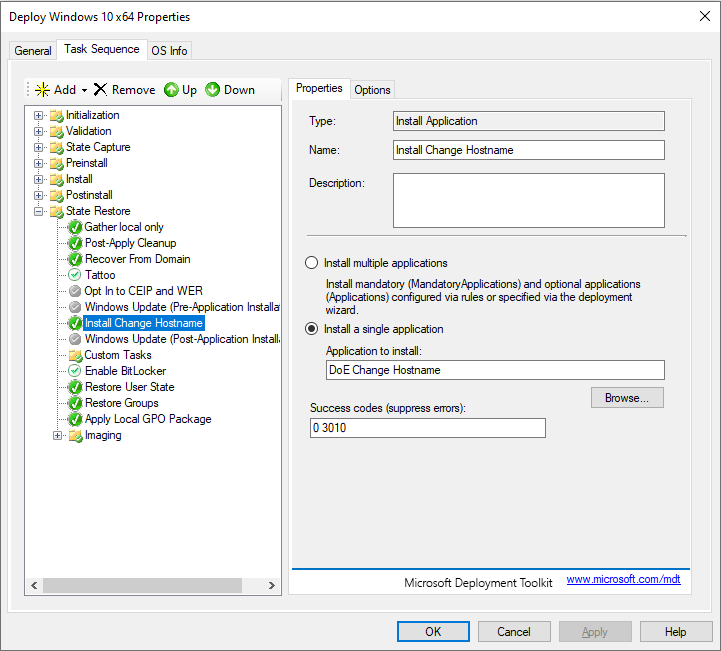 Deploy Windows 10 x64 Properties
General Task Sequence OS Info
Add Remove Up Down
Initialization
Validation
State Capture
Preinstall
Install
Postinstall
State Restore
Gather local only
Post-Apply Cleanup
Recover From Domain
Tattoo
Opt In to CEIP and WER
Windows Update (Pre-Application Installa
Install Change Hostname
Windows Update (Post-Application Install
Custom Tasks
Enable BitLocker
Restore User State
Restore Groups
Apply Local GPO Package
Imaging
Properties Options
Type: Install Application
Name: Install Change Hostname
Description:
Install multiple applications
Install mandatory (MandatoryApplications) and optional applications
(Applications) configured via rules or specified via the deployment
wizard.
Install a single application
Application to install:
DoE Change Hostname
Browse...
Success codes (suppress errors):
0 3010
Microsoft Deployment Toolkit www.microsoft.com/mdt
OK Cancel Apply Help